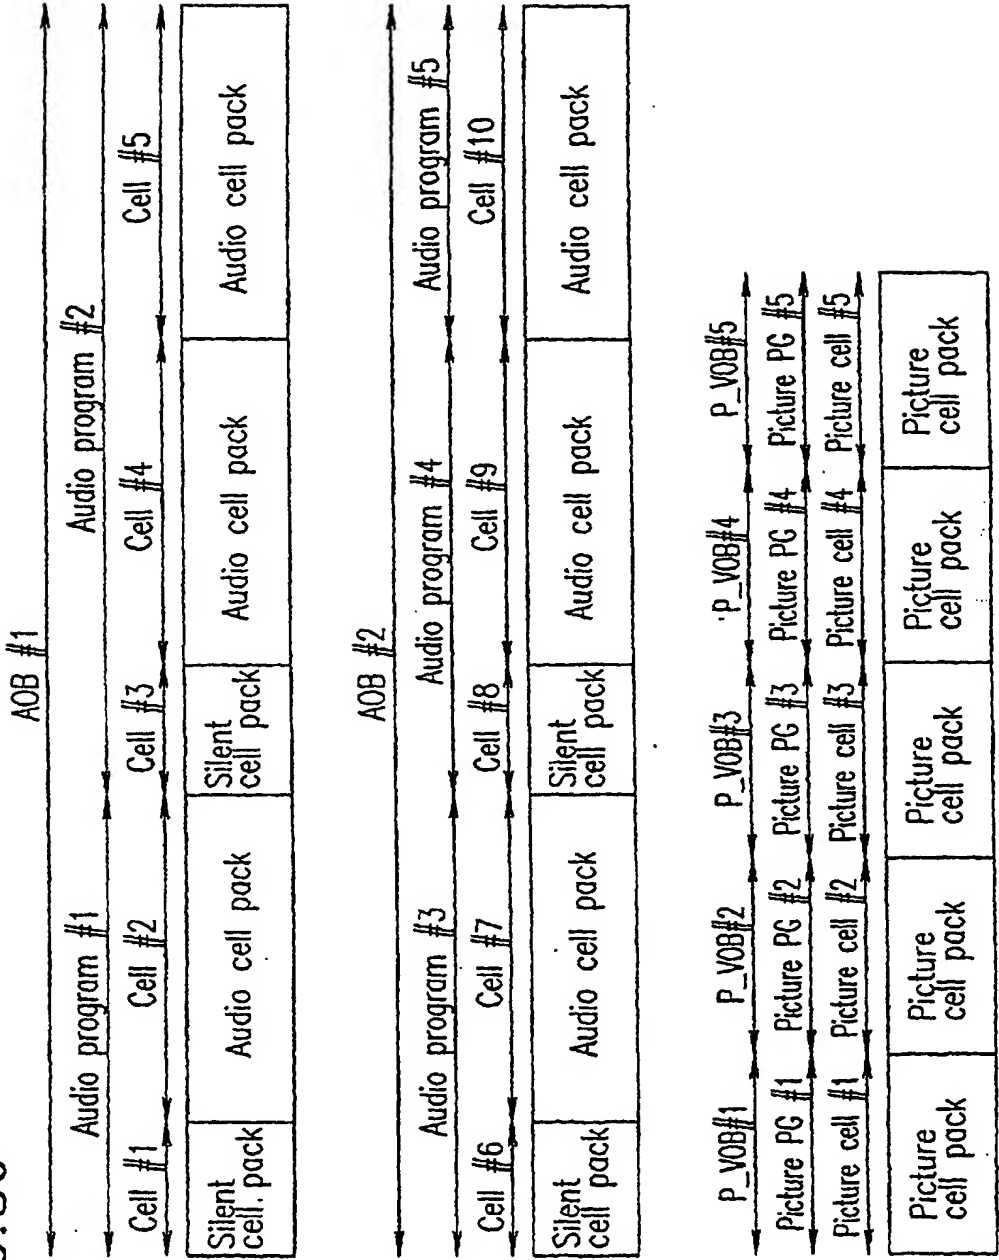 AOB #1
Audio program #1 Audio program #2
Cell #1 Cell #2 Cell #3 Cell #4 Cell #5
Silent cell. pack
Audio cell pack
Silent cell pack
Audio cell pack
Audio cell pack
AOB #2
Audio program #3 Audio program #4 Audio program #5
Cell #6 Cell #7 Cell #8 Cell #9 Cell #10
Silent cell pack
Audio cell pack
Silent cell pack
Audio cell pack
Audio cell pack
P_VOB#1 P_VOB#2 P_VOB#3 P_VOB#4 P_VOB#5
Picture PG #1 Picture PG #2 Picture PG #3 Picture PG #4 Picture PG #5
Picture cell #1 Picture cell #2 Picture cell #3 Picture cell #4 Picture cell #5
Picture cell pack
Picture cell pack
Picture cell pack
Picture cell pack
Picture cell pack